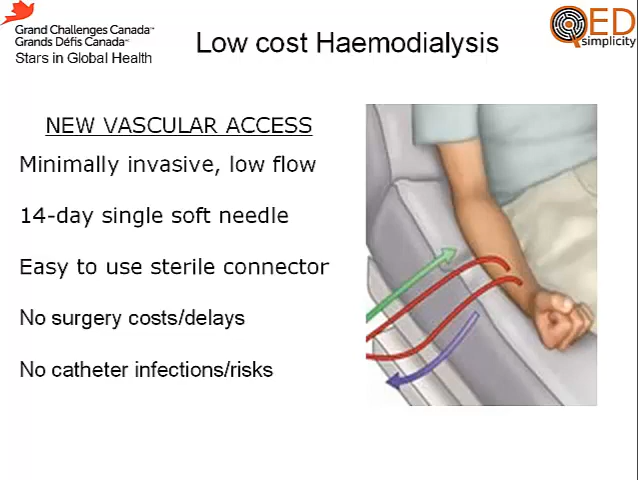 Grand Challenges Canada™
Grands Défis Canada™
Stars in Global Health
Low cost Haemodialysis
QED
simplicity
NEW VASCULAR ACCESS
Minimally invasive, low flow
14-day single soft needle
Easy to use sterile connector
No surgery costs/delays
No catheter infections/risks